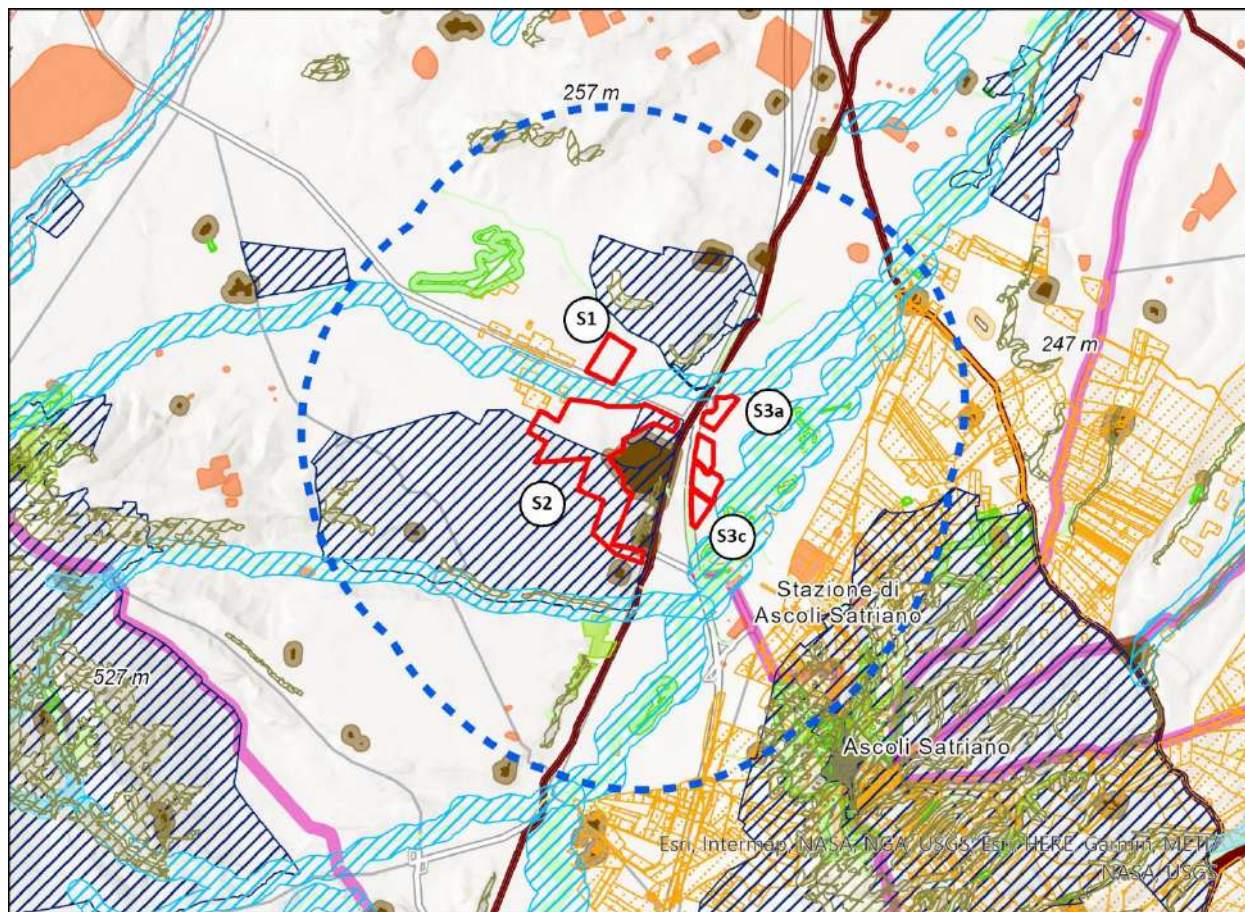 257 m
S1
247 m
S3a
S2
S3c
Stazione di
Ascoli Satriano
527 m
Ascoli Satriano
Esri, Intermap, NASA, NGA, USGS; Esri, HERE, Garmin, METI/
NASA, USGS